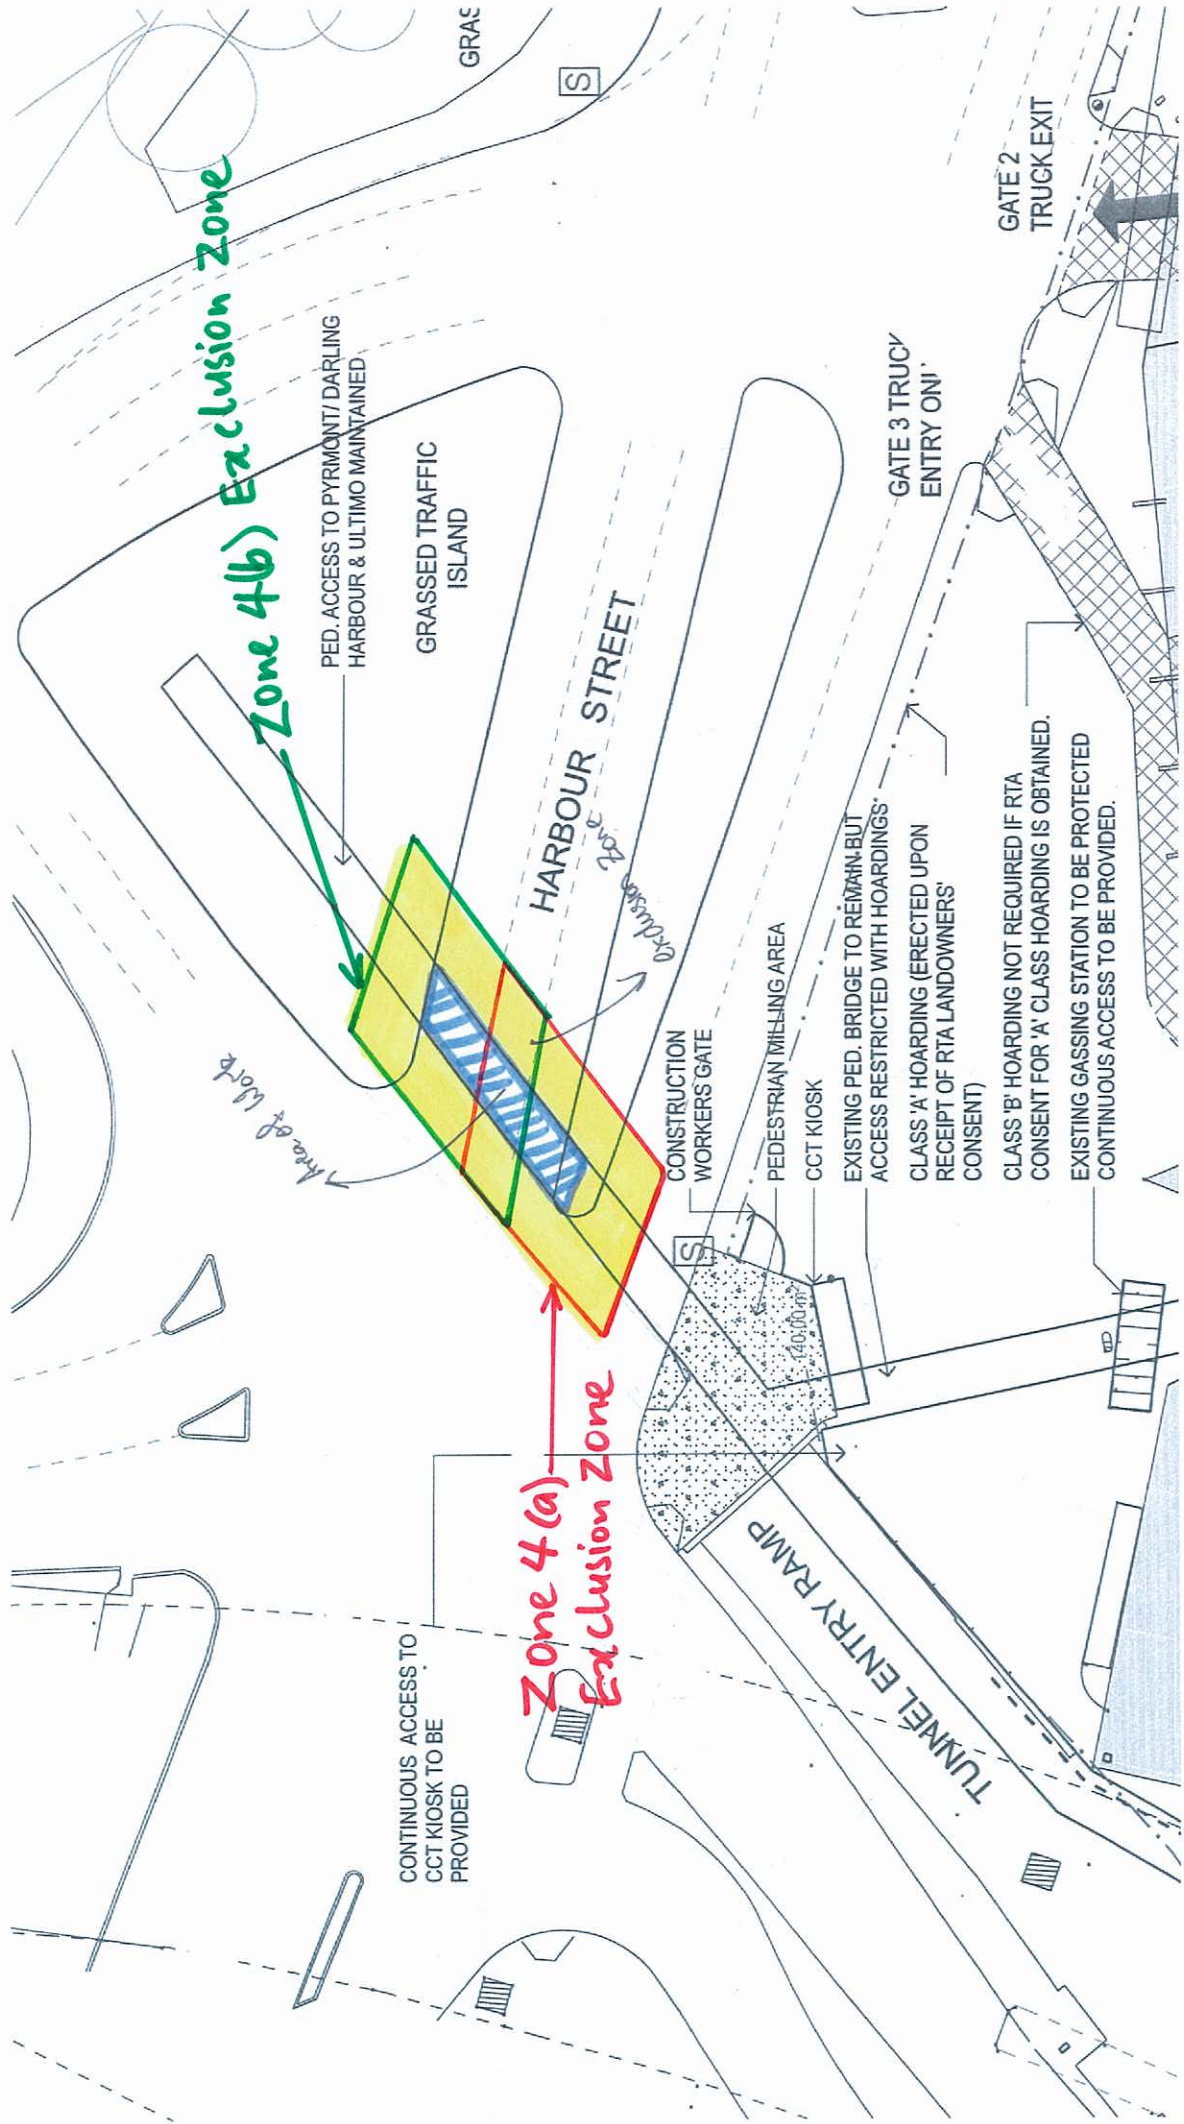 GRAS
S
Zone 4(b) Exclusion Zone
PED. ACCESS TO PYRMONT/ DARLING
HARBOUR & ULTIMO MAINTAINED
GRASSED TRAFFIC
ISLAND
GATE 2
TRUCK EXIT
HARBOUR STREET
GATE 3 TRUCK
ENTRY ONL
Area of Work
exclusion zone
Zone 4(a)
Exclusion Zone
CONTINUOUS ACCESS TO
CCT KIOSK TO BE
PROVIDED
S
CONSTRUCTION
WORKERS GATE
PEDESTRIAN MILLING AREA
CCT KIOSK
EXISTING PED. BRIDGE TO REMAIN BUT
ACCESS RESTRICTED WITH HOARDINGS'
CLASS 'A' HOARDING (ERECTED UPON
RECEIPT OF RTA LANDOWNERS'
CONSENT)
CLASS 'B' HOARDING NOT REQUIRED IF RTA
CONSENT FOR 'A' CLASS HOARDING IS OBTAINED.
EXISTING GASSING STATION TO BE PROTECTED
CONTINUOUS ACCESS TO BE PROVIDED.
140.00 m²
TUNNEL ENTRY RAMP